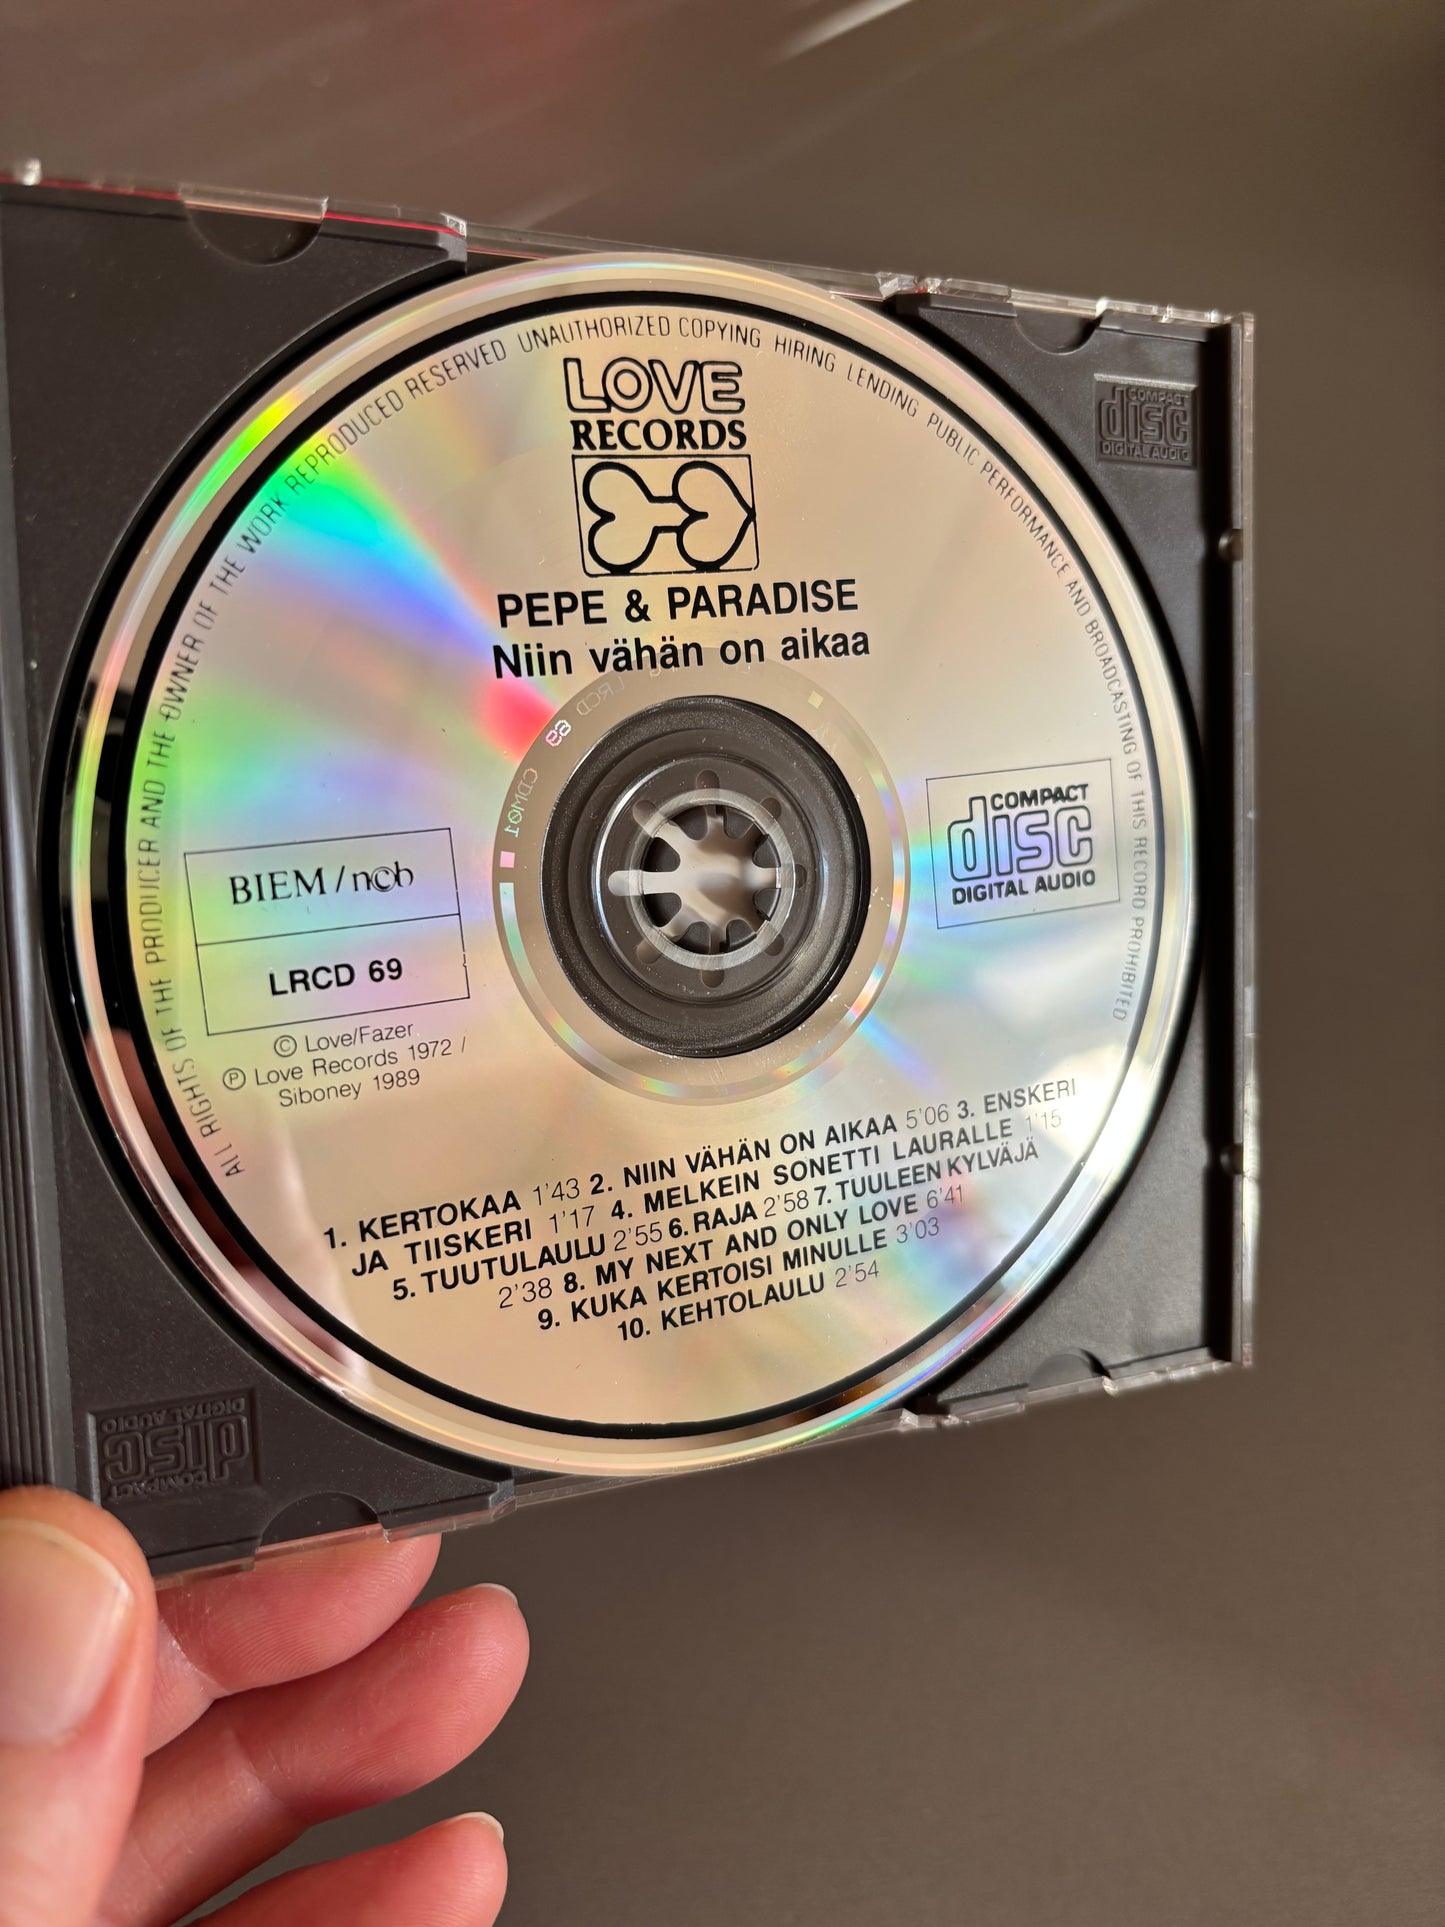 ALL RIGHTS OF THE PRODUCER AND THE OWNER OF THE WORK REPRODUCED RESERVED UNAUTHORIZED COPYING HIRING LENDING PUBLIC PERFORMANCE AND BROADCASTING OF THIS RECORD PROHIBITED
LOVE
RECORDS
PEPE & PARADISE
Niin vähän on aikaa
BIEM / n©b
LRCD 69
© Love/Fazer
℗ Love Records 1972 /
Siboney 1989
COMPACT
disc
DIGITAL AUDIO
1. KERTOKAA 1'43 2. NIIN VÄHÄN ON AIKAA 5'06 3. ENSKERI
JA TIISKERI 1'17 4. MELKEIN SONETTI LAURALLE 1'15
5. TUUTULAULU 2'55 6. RAJA 2'58 7. TUULEEN KYLVÄJÄ
2'38 8. MY NEXT AND ONLY LOVE 6'41
9. KUKA KERTOISI MINULLE 3'03
10. KEHTOLAULU 2'54
COMPACT
disc
DIGITAL AUDIO
COMPACT
disc
DIGITAL AUDIO